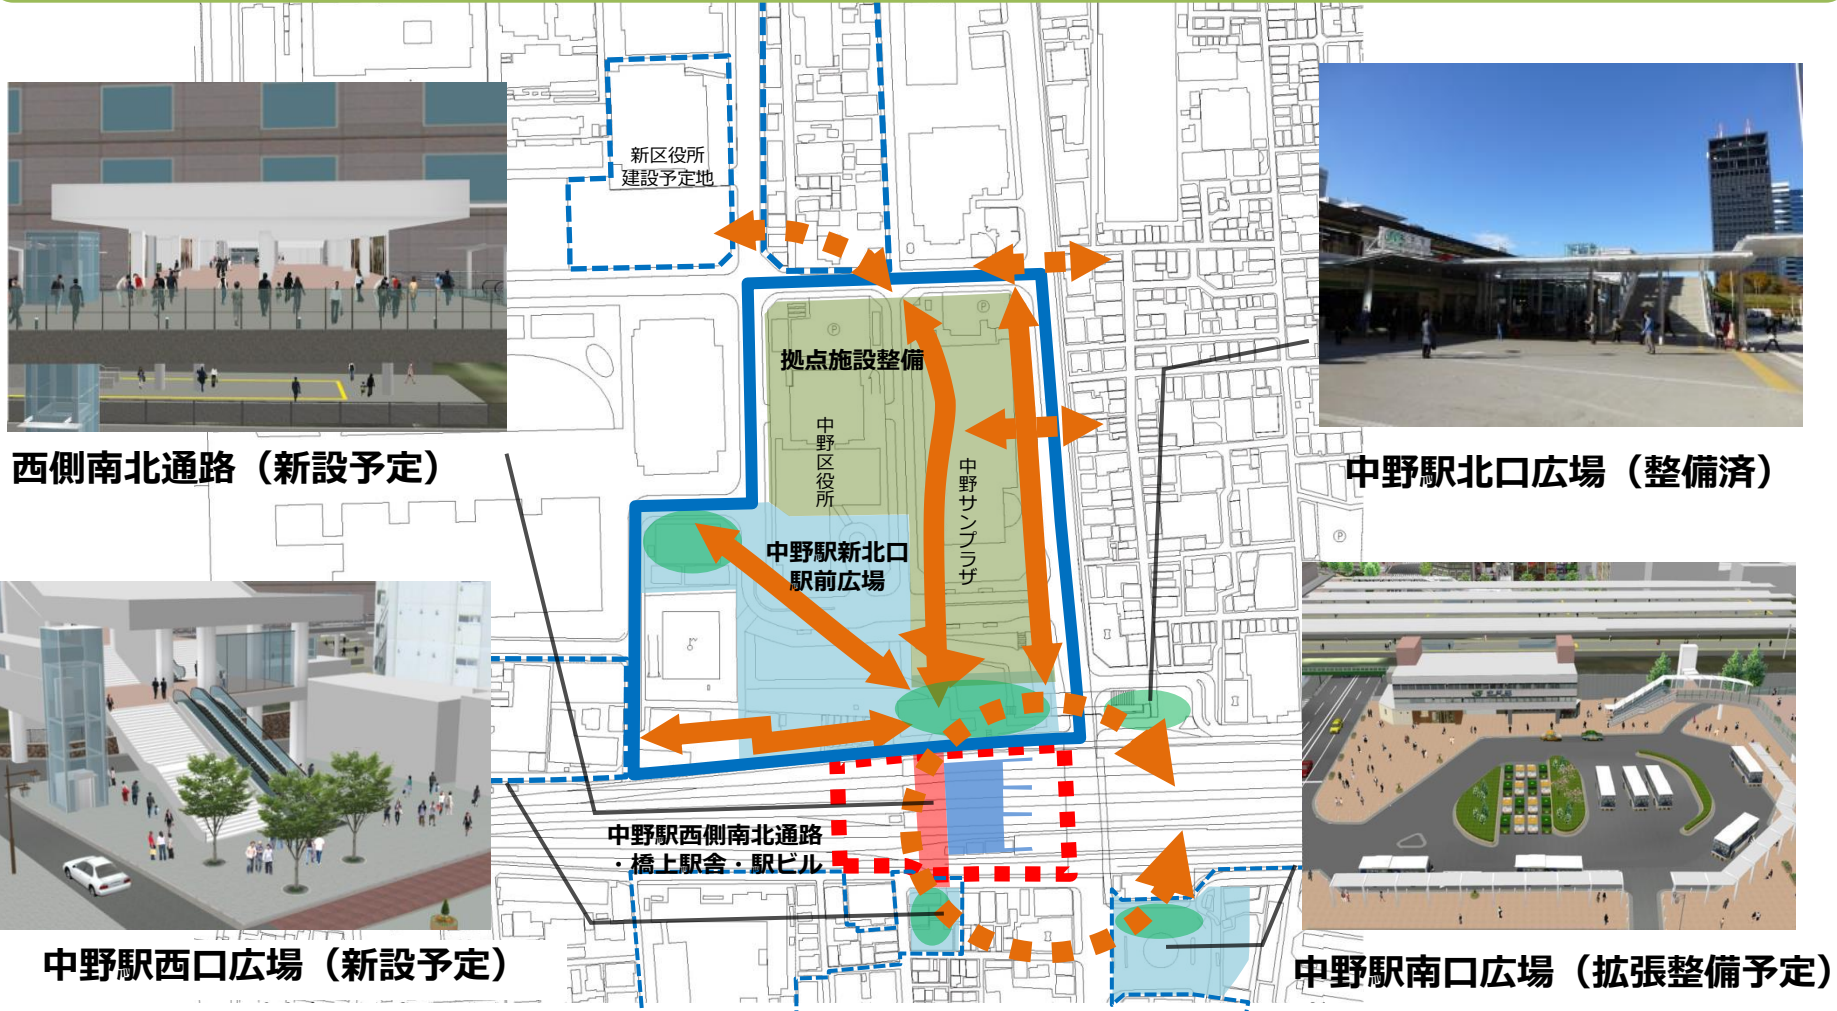 新区役所
建設予定地
拠点施設整備
中野区役所
中野サンプラザ
中野駅新北口
駅前広場
西側南北通路（新設予定）
中野駅北口広場（整備済）
中野駅西側南北通路
・橋上駅舎・駅ビル
中野駅西口広場（新設予定）
中野駅南口広場（拡張整備予定）
P
P
P